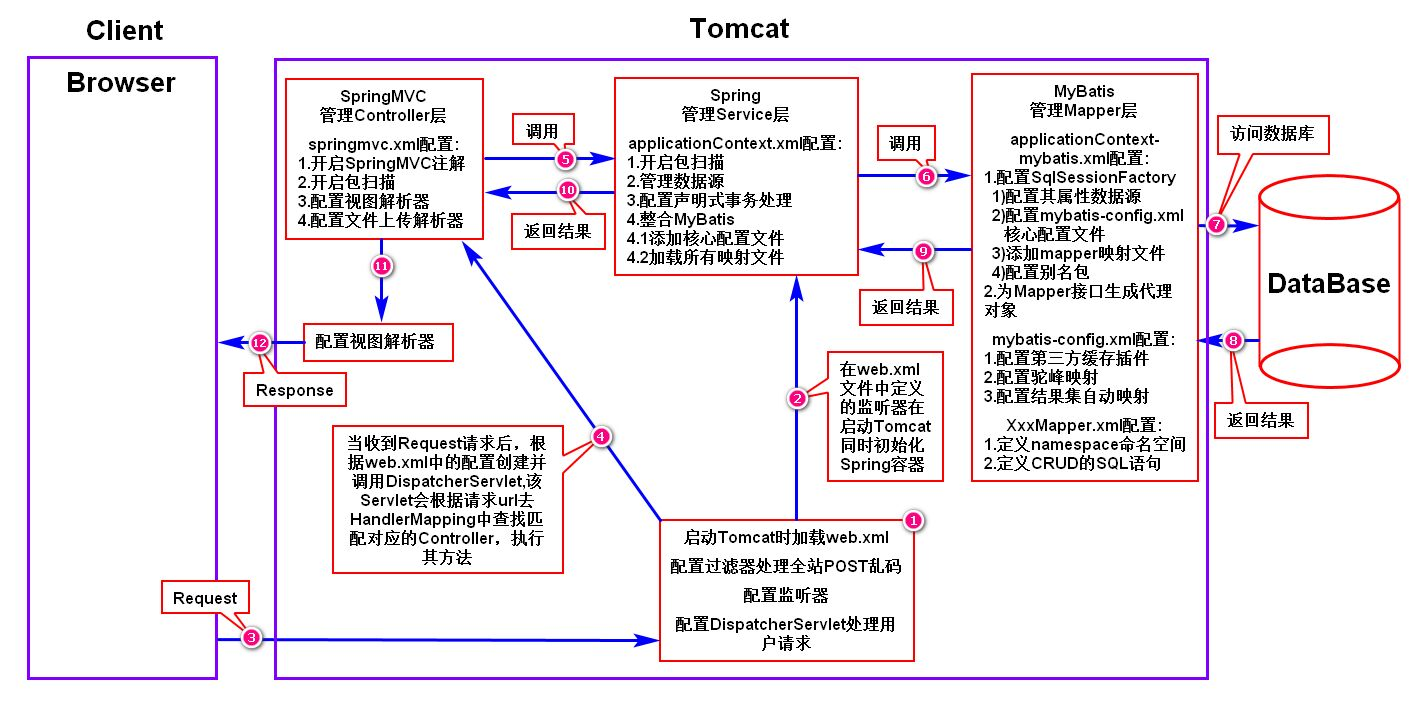 Client
Tomcat
Browser
SpringMVC
管理Controller层
springmvc.xml配置:
1.开启SpringMVC注解
2.开启包扫描
3.配置视图解析器
4.配置文件上传解析器
调用
5
10
返回结果
Spring
管理Service层
applicationContext.xml配置:
1.开启包扫描
2.管理数据源
3.配置声明式事务处理
4.整合MyBatis
4.1添加核心配置文件
4.2加载所有映射文件
调用
6
9
返回结果
MyBatis
管理Mapper层
applicationContext-
mybatis.xml配置:
1.配置SqlSessionFactory
1)配置其属性数据源
2)配置mybatis-config.xml
核心配置文件
3)添加mapper映射文件
4)配置别名包
2.为Mapper接口生成代理
对象
mybatis-config.xml配置:
1.配置第三方缓存插件
2.配置驼峰映射
3.配置结果集自动映射
XxxMapper.xml配置:
1.定义namespace命名空间
2.定义CRUD的SQL语句
访问数据库
7
DataBase
8
返回结果
11
配置视图解析器
12
Response
2
在web.xml
文件中定义
的监听器在
启动Tomcat
同时初始化
Spring容器
4
当收到Request请求后，根
据web.xml中的配置创建并
调用DispatcherServlet,该
Servlet会根据请求url去
HandlerMapping中查找匹
配对应的Controller，执行
其方法
1
启动Tomcat时加载web.xml
配置过滤器处理全站POST乱码
配置监听器
配置DispatcherServlet处理用
户请求
Request
3